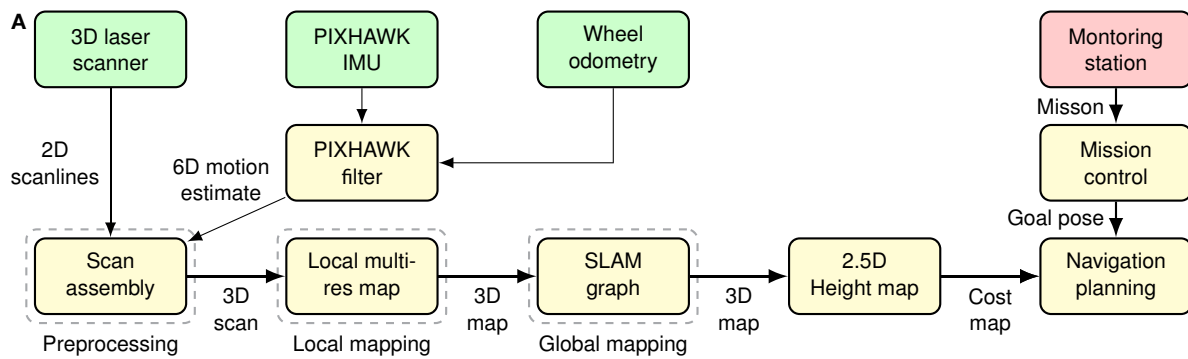 A
3D laser
scanner
PIXHAWK
IMU
Wheel
odometry
Montoring
station
Misson
2D
scanlines
6D motion
estimate
PIXHAWK
filter
Mission
control
Goal pose
Scan
assembly
3D
scan
Local multi-
res map
3D
map
SLAM
graph
3D
map
2.5D
Height map
Cost
map
Navigation
planning
Preprocessing
Local mapping
Global mapping